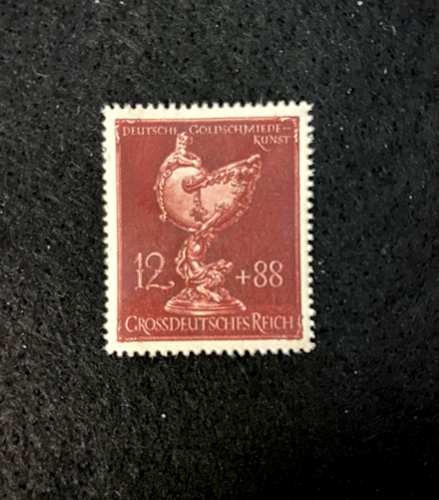 DEUTSCHE GOLDSCHMIEDE-
KUNST
12 +88
GROSSDEUTSCHES REICH